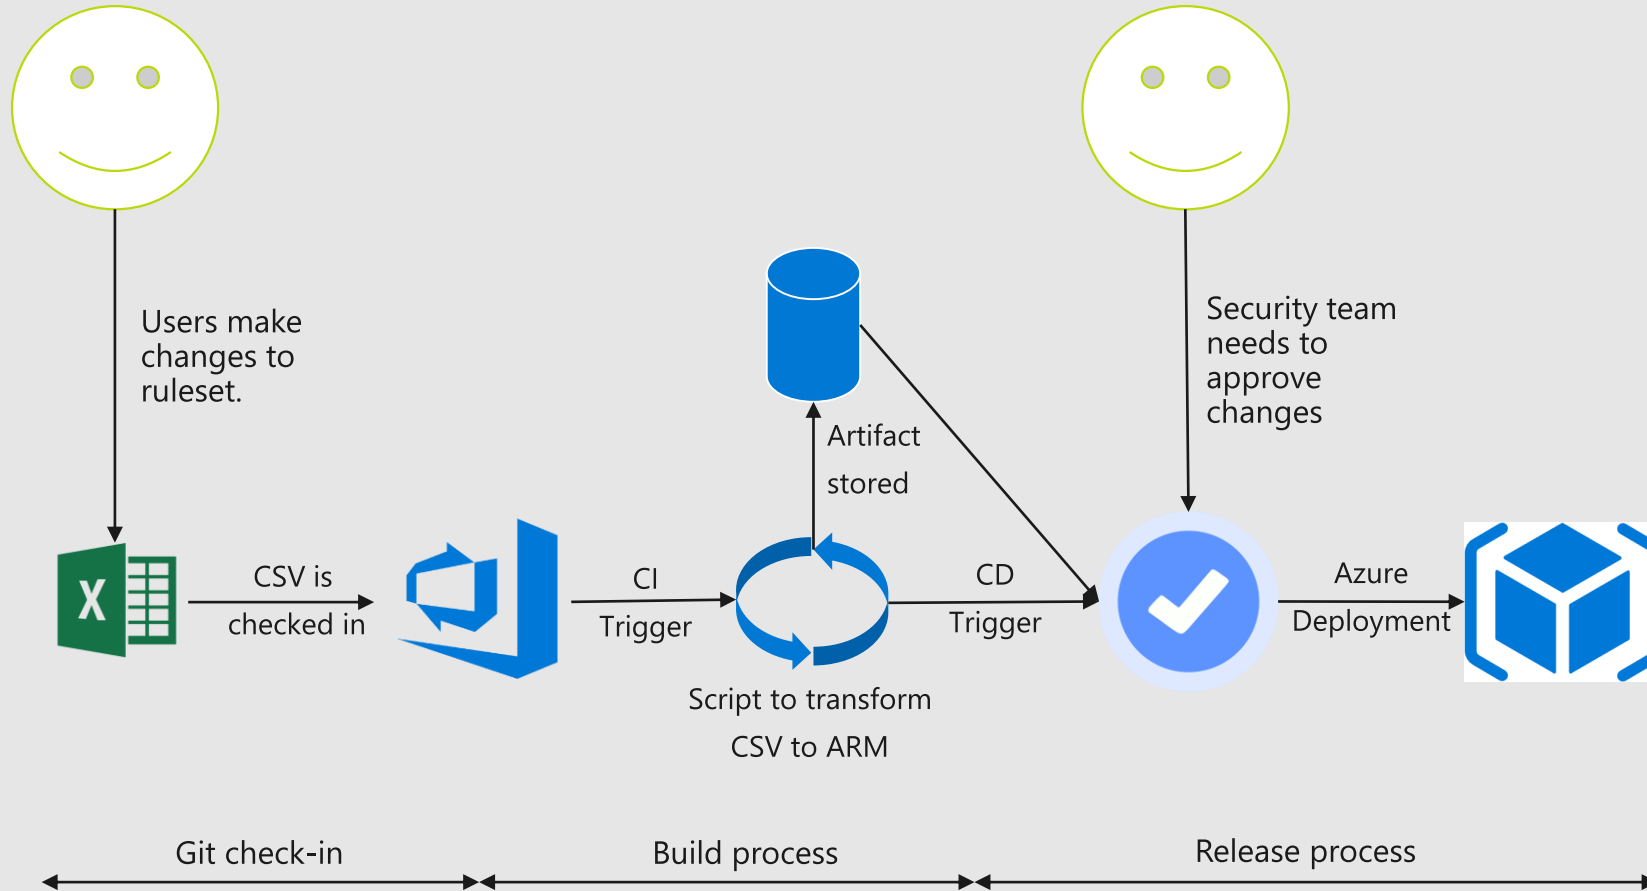 Users make
changes to
ruleset.
Security team
needs to
approve
changes
Artifact
stored
X
CSV is
checked in
CI
Trigger
CD
Trigger
Azure
Deployment
Script to transform
CSV to ARM
Git check-in
Build process
Release process